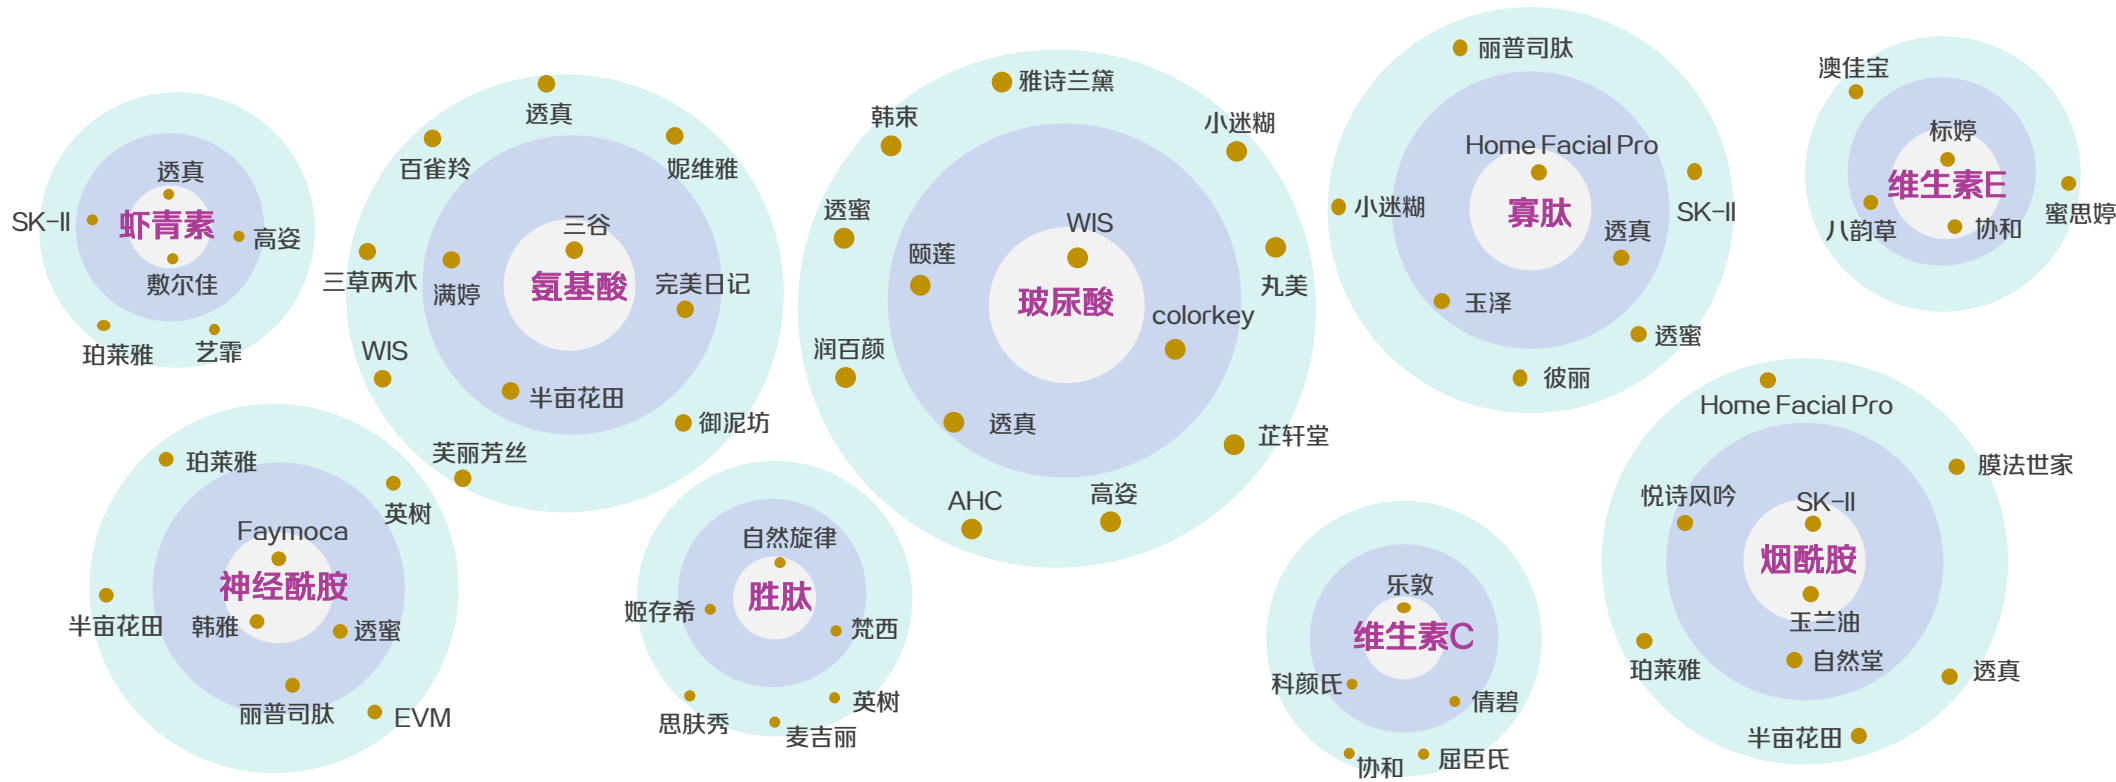 透真
SK-II
虾青素
高姿
敷尔佳
珀莱雅
艺霏
透真
百雀羚
妮维雅
三谷
三草两木
满婷
氨基酸
完美日记
WIS
半亩花田
御泥坊
芙丽芳丝
雅诗兰黛
韩束
小迷糊
透蜜
WIS
颐莲
丸美
玻尿酸
colorkey
润百颜
透真
芷轩堂
AHC
高姿
丽普司肽
Home Facial Pro
小迷糊
寡肽
SK-II
透真
玉泽
透蜜
彼丽
澳佳宝
标婷
维生素E
蜜思婷
八韵草
协和
珀莱雅
英树
Faymoca
神经酰胺
半亩花田
韩雅
透蜜
丽普司肽
EVM
自然旋律
姬存希
胜肽
梵西
思肤秀
英树
麦吉丽
乐敦
维生素C
科颜氏
倩碧
协和
屈臣氏
Home Facial Pro
膜法世家
悦诗风吟
SK-II
烟酰胺
玉兰油
珀莱雅
自然堂
透真
半亩花田